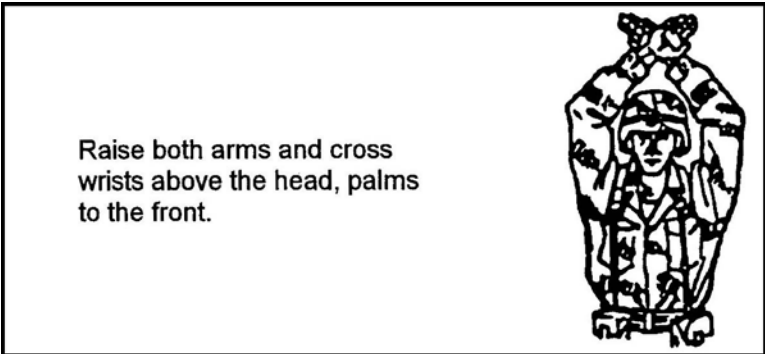 Raise both arms and cross
wrists above the head, palms
to the front.